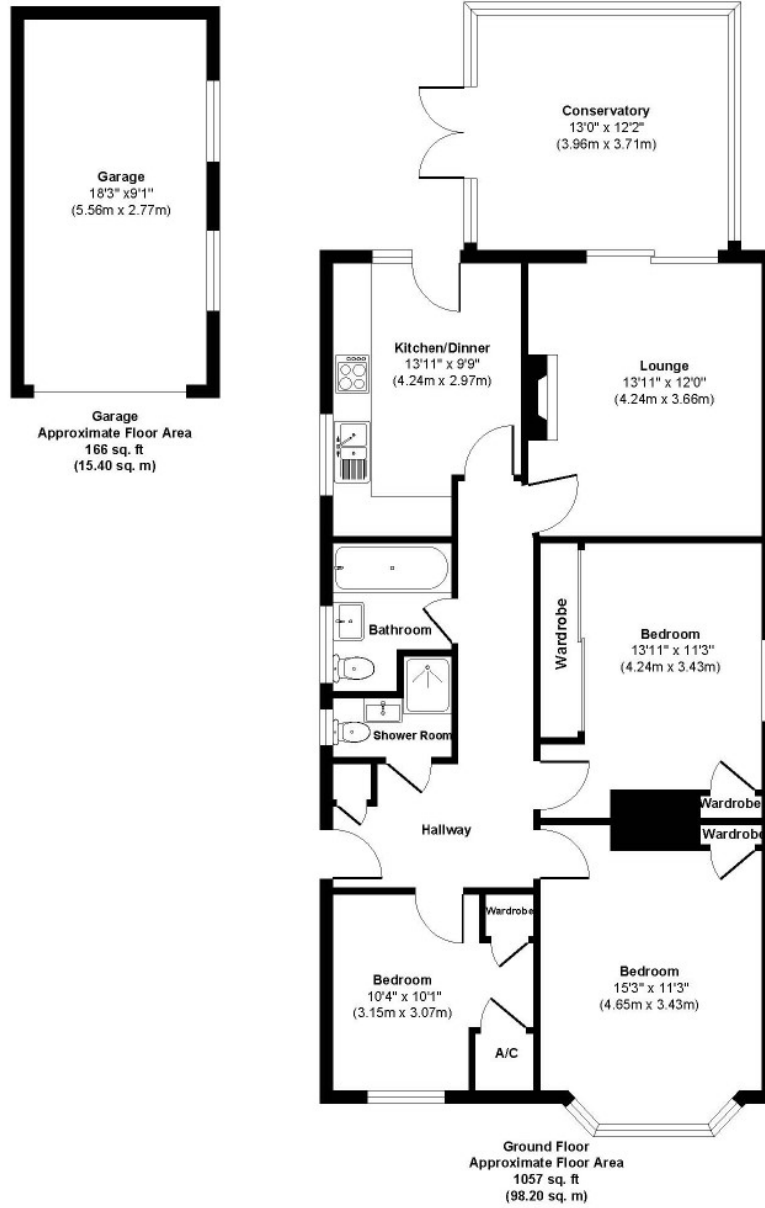 Garage
18'3" x9'1"
(5.56m x 2.77m)
Garage
Approximate Floor Area
166 sq. ft
(15.40 sq. m)
Conservatory
13'0" x 12'2"
(3.96m x 3.71m)
Kitchen/Dinner
13'11" x 9'9"
(4.24m x 2.97m)
Lounge
13'11" x 12'0"
(4.24m x 3.66m)
Bathroom
Wardrobe
Bedroom
13'11" x 11'3"
(4.24m x 3.43m)
Shower Room
Wardrobe
Hallway
Wardrobe
Wardrobe
Bedroom
10'4" x 10'1"
(3.15m x 3.07m)
Bedroom
15'3" x 11'3"
(4.65m x 3.43m)
A/C
Ground Floor
Approximate Floor Area
1057 sq. ft
(98.20 sq. m)